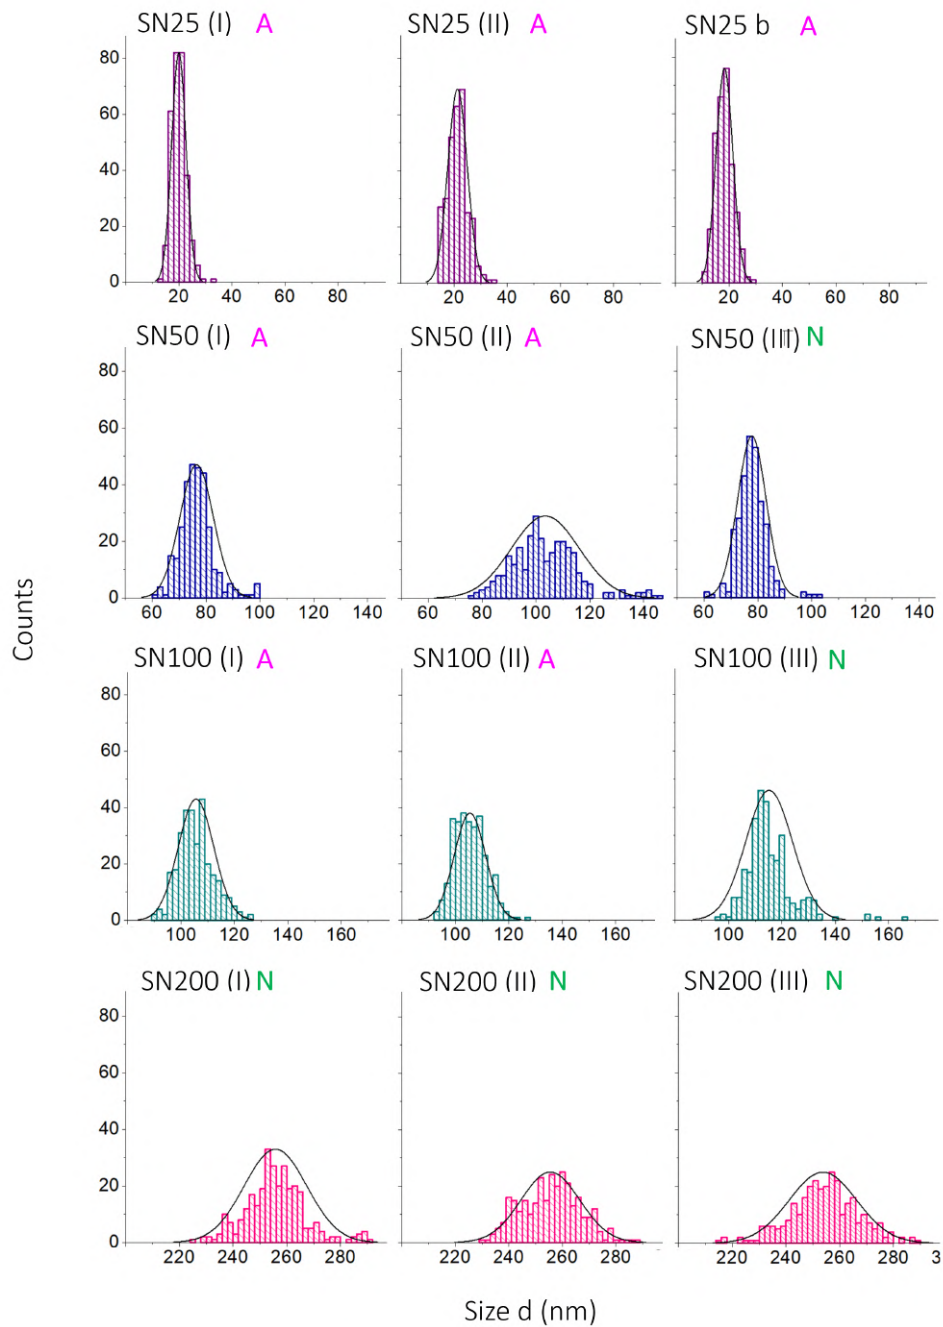 SN25 (I) A
SN25 (II) A
SN25 b A
80
60
40
20
0
20 40 60 80
20 40 60 80
20 40 60 80
SN50 (I) A
SN50 (II) A
SN50 (III) N
80
60
40
20
0
60 80 100 120 140
60 80 100 120 140
60 80 100 120 140
Counts
SN100 (I) A
SN100 (II) A
SN100 (III) N
80
60
40
20
0
100 120 140 160
100 120 140 160
100 120 140 160
SN200 (I) N
SN200 (II) N
SN200 (III) N
80
60
40
20
0
220 240 260 280
240 260 280
220 240 260 280 3
Size d (nm)